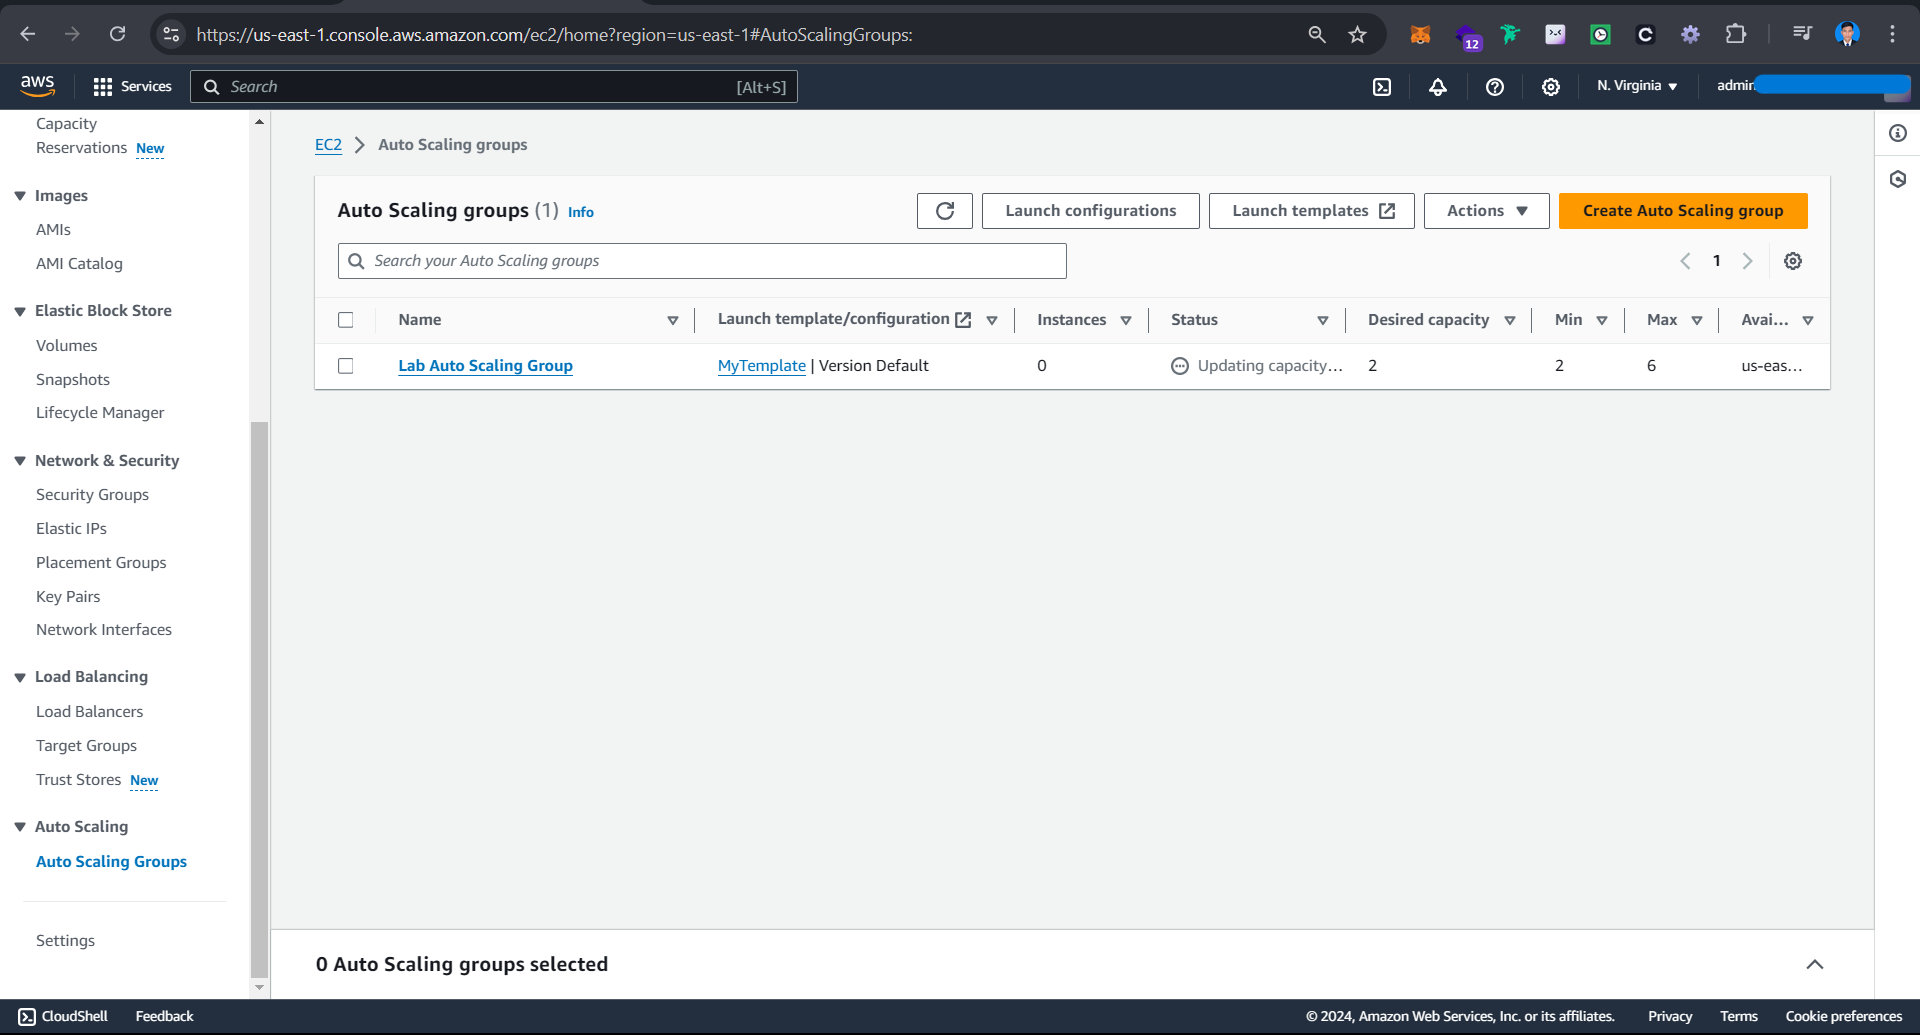 https://us-east-1.console.aws.amazon.com/ec2/home?region=us-east-1#AutoScalingGroups:
12
aws
Services
Search
[Alt+S]
N. Virginia
admin
Capacity
Reservations New
Images
AMIs
AMI Catalog
Elastic Block Store
Volumes
Snapshots
Lifecycle Manager
Network & Security
Security Groups
Elastic IPs
Placement Groups
Key Pairs
Network Interfaces
Load Balancing
Load Balancers
Target Groups
Trust Stores New
Auto Scaling
Auto Scaling Groups
Settings
EC2 > Auto Scaling groups
Auto Scaling groups (1) Info
Launch configurations
Launch templates
Actions
Create Auto Scaling group
Search your Auto Scaling groups
1
Name Launch template/configuration Instances Status Desired capacity Min Max Avai...
Lab Auto Scaling Group MyTemplate | Version Default 0 Updating capacity... 2 2 6 us-eas...
0 Auto Scaling groups selected
CloudShell Feedback © 2024, Amazon Web Services, Inc. or its affiliates. Privacy Terms Cookie preferences